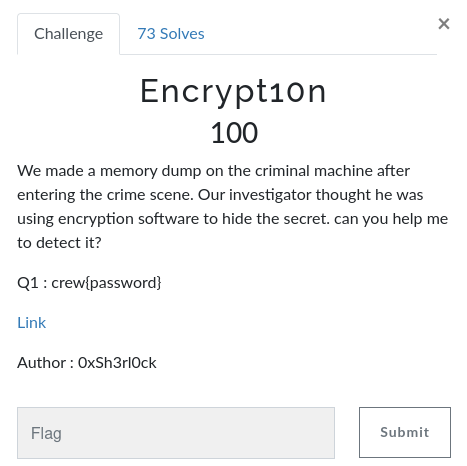 Challenge 73 Solves ×
Encrypt10n
100
We made a memory dump on the criminal machine after
entering the crime scene. Our investigator thought he was
using encryption software to hide the secret. can you help me
to detect it?
Q1 : crew{password}
Link
Author : 0xSh3rl0ck
Flag Submit